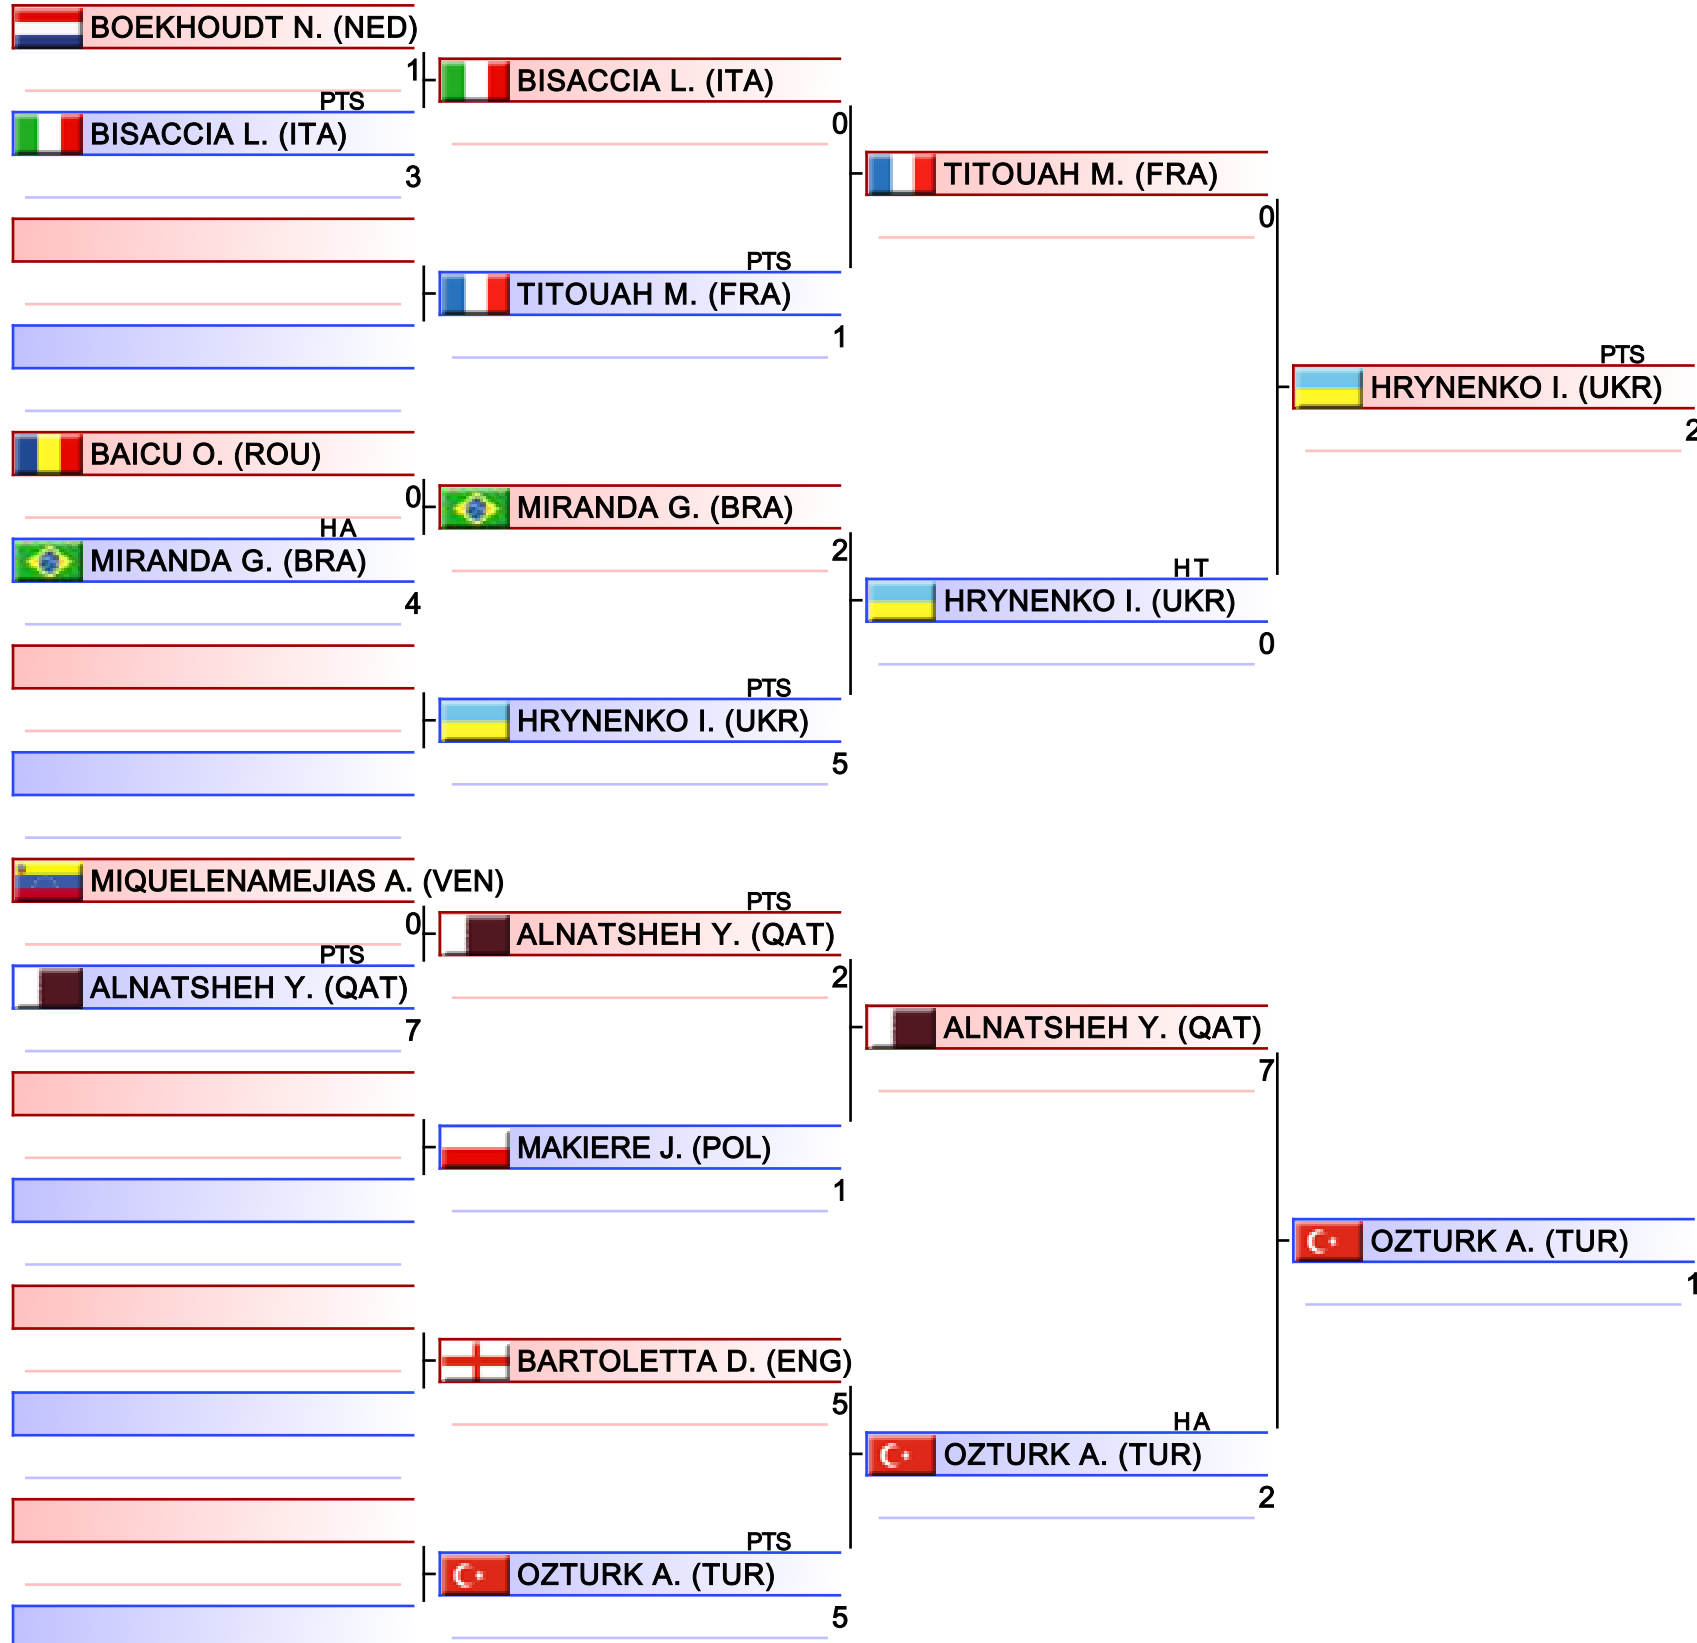 BOEKHOUDT N. (NED)
1
PTS
BISACCIA L. (ITA)
3
BAICU O. (ROU)
0
HA
MIRANDA G. (BRA)
4
MIQUELENAMEJIAS A. (VEN)
0
PTS
ALNATSHEH Y. (QAT)
7
BISACCIA L. (ITA)
0
PTS
TITOUAH M. (FRA)
1
MIRANDA G. (BRA)
2
PTS
HRYNENKO I. (UKR)
5
PTS
ALNATSHEH Y. (QAT)
2
MAKIERE J. (POL)
1
BARTOLETTA D. (ENG)
5
PTS
OZTURK A. (TUR)
5
TITOUAH M. (FRA)
0
HT
HRYNENKO I. (UKR)
0
ALNATSHEH Y. (QAT)
7
HA
OZTURK A. (TUR)
2
PTS
HRYNENKO I. (UKR)
2
OZTURK A. (TUR)
1